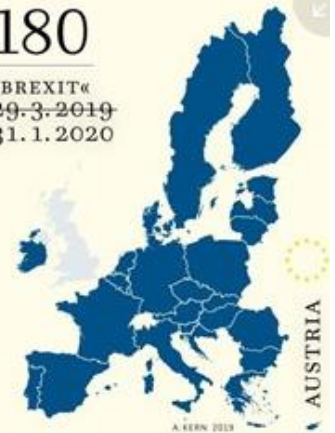 180
BREXIT«
29.3.2019
31.1.2020
AUSTRIA
A. KERN 2019